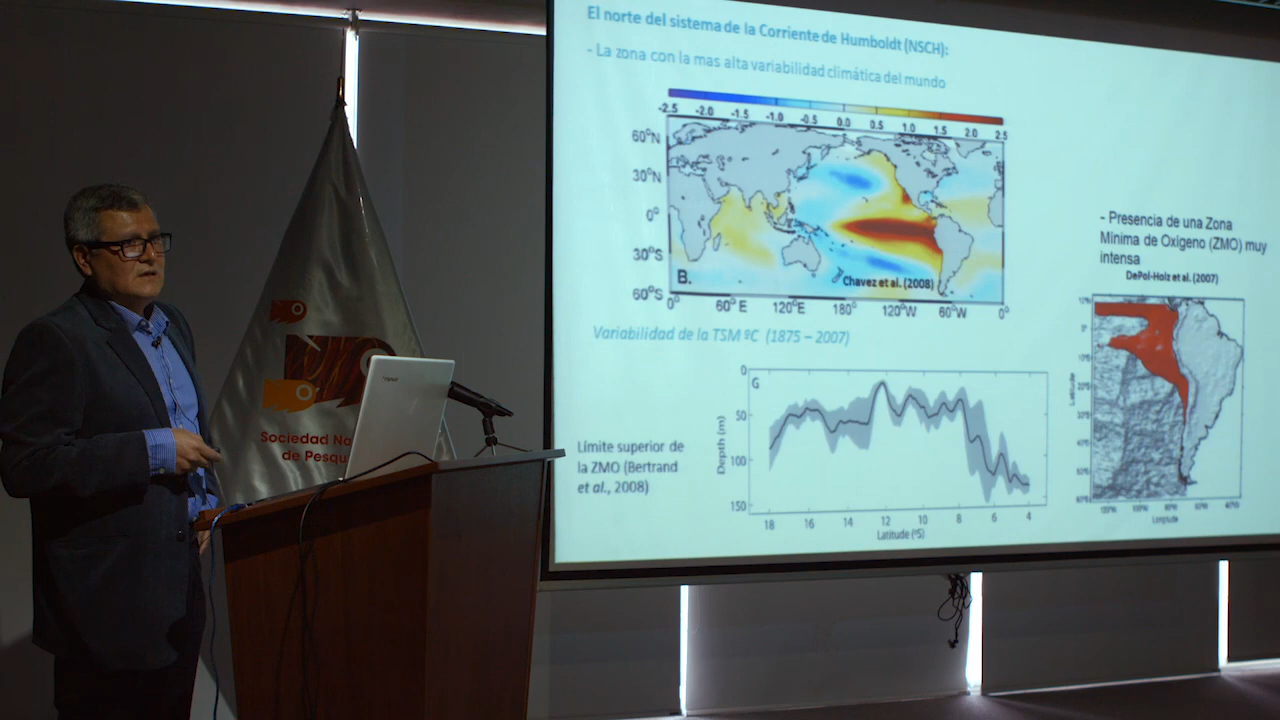 El norte del sistema de la Corriente de Humboldt (NSCH):
- La zona con la mas alta variabilidad climática del mundo
-2.5 -2.0 -1.5 -1.0 -0.5 0.0 0.5 1.0 1.5 2.0 2.5
60°N
30°N
0°
30°S
60°S
B.
Chavez et al. (2008)
0° 60°E 120°E 180° 120°W 60°W 0°
Variabilidad de la TSM ºC (1875 – 2007)
- Presencia de una Zona
Mínima de Oxígeno (ZMO) muy
intensa
DePol-Holz et al. (2007)
Latitude
Longitude
Límite superior de
la ZMO (Bertrand
et al., 2008)
G
Depth (m)
0
50
100
150
18 16 14 12 10 8 6 4
Latitude (ºS)
Sociedad Na
de Pesqu